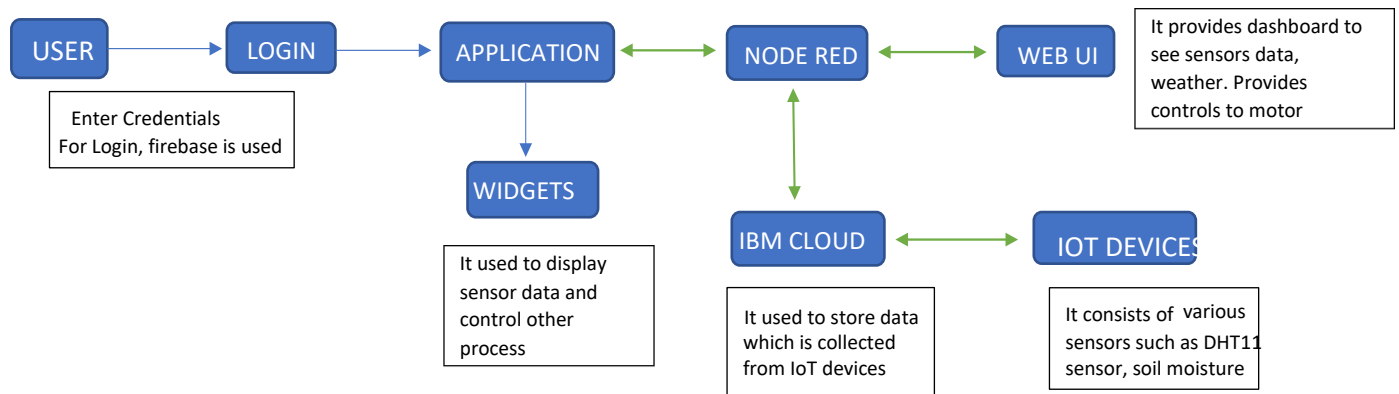 USER
LOGIN
APPLICATION
NODE RED
WEB UI
It provides dashboard to
see sensors data,
weather. Provides
controls to motor
Enter Credentials
For Login, firebase is used
WIDGETS
IBM CLOUD
IOT DEVICES
It used to display
sensor data and
control other
process
It used to store data
which is collected
from IoT devices
It consists of various
sensors such as DHT11
sensor, soil moisture